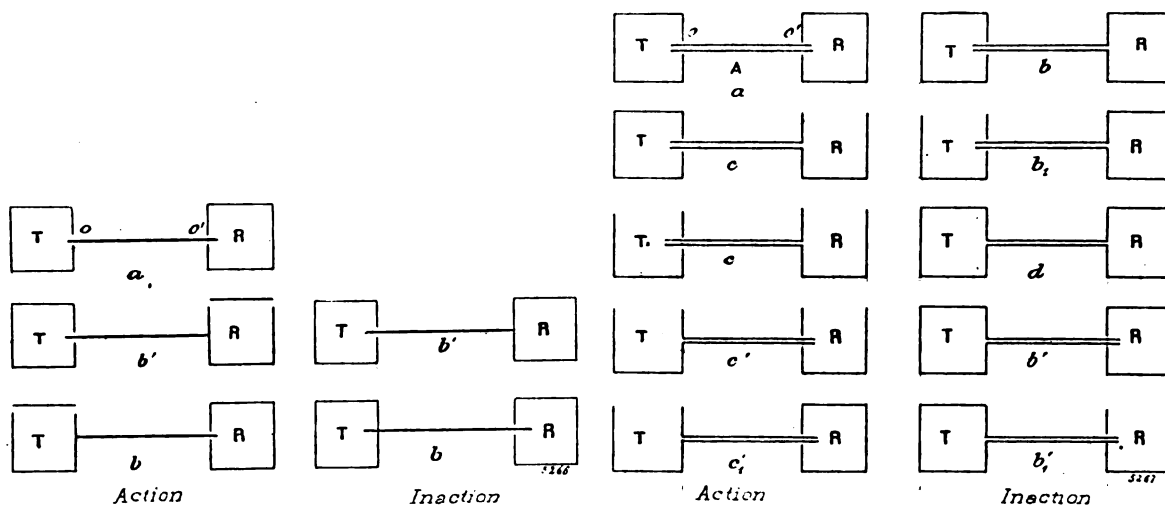 T o o' R
a
T R
b'
T R
b
Action
T R
b'
T R
b
5266
Inaction
T o o' R
A
a
T R
c
T R
c
T R
c'
T R
c'₁
Action
T R
b
T R
b₁
T R
d
T R
b'
T R
b'₁
5267
Inaction